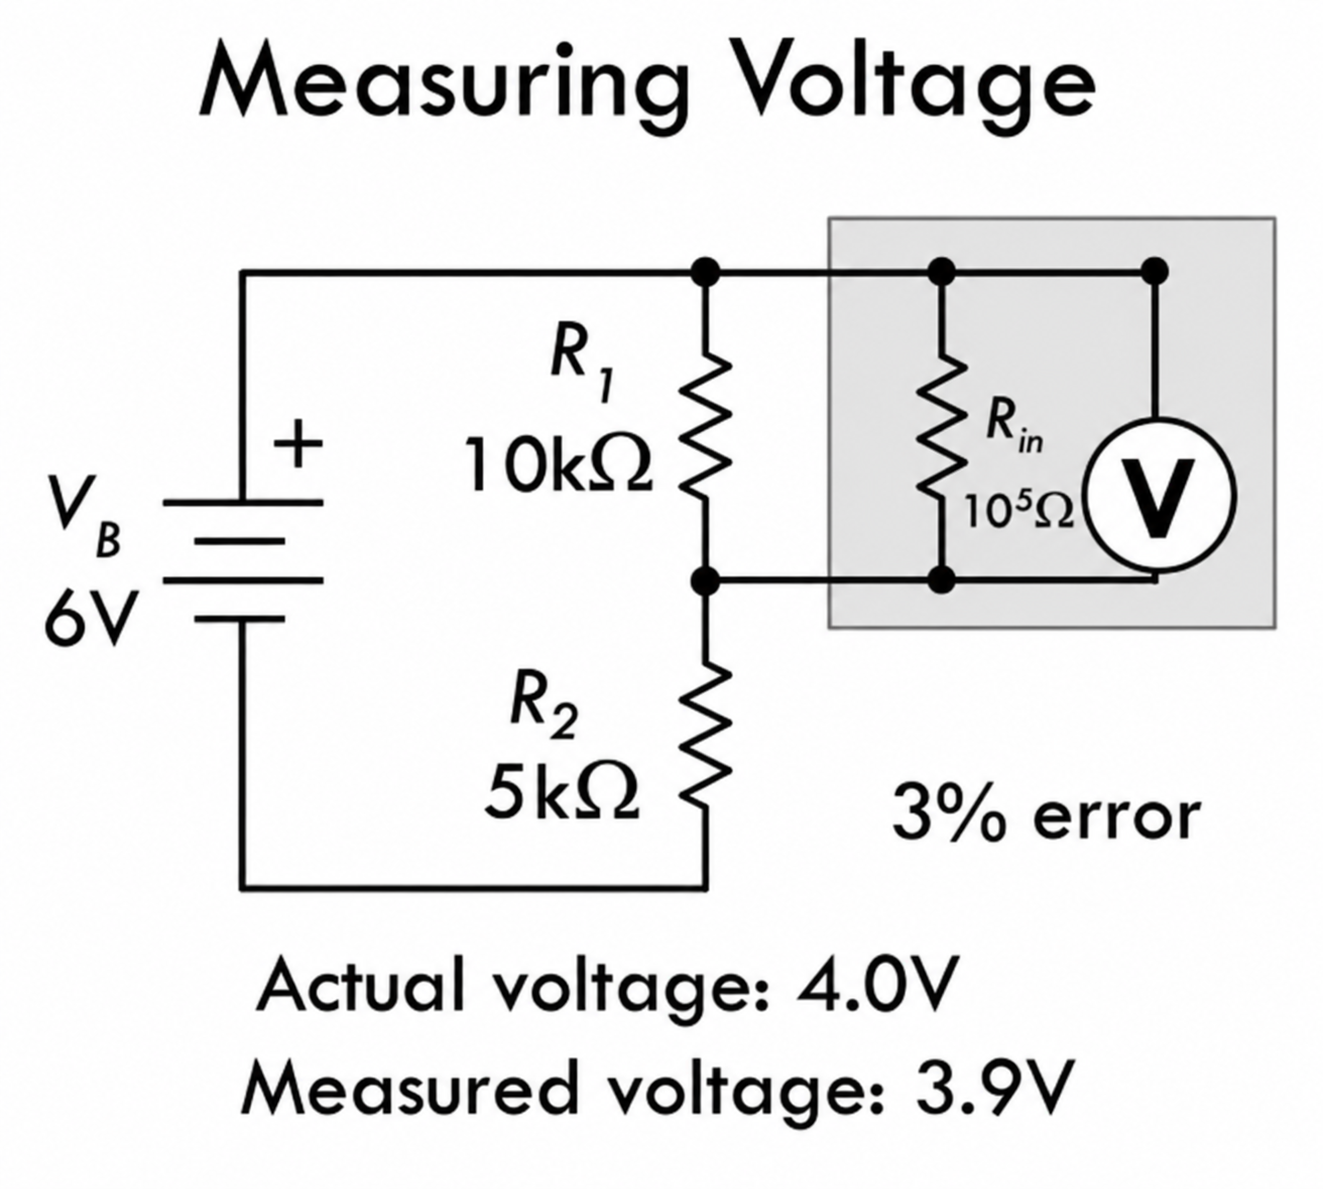 Measuring Voltage
R1
10kΩ
+
VB
6V
Rin
10⁵Ω
V
R2
5kΩ
3% error
Actual voltage: 4.0V
Measured voltage: 3.9V